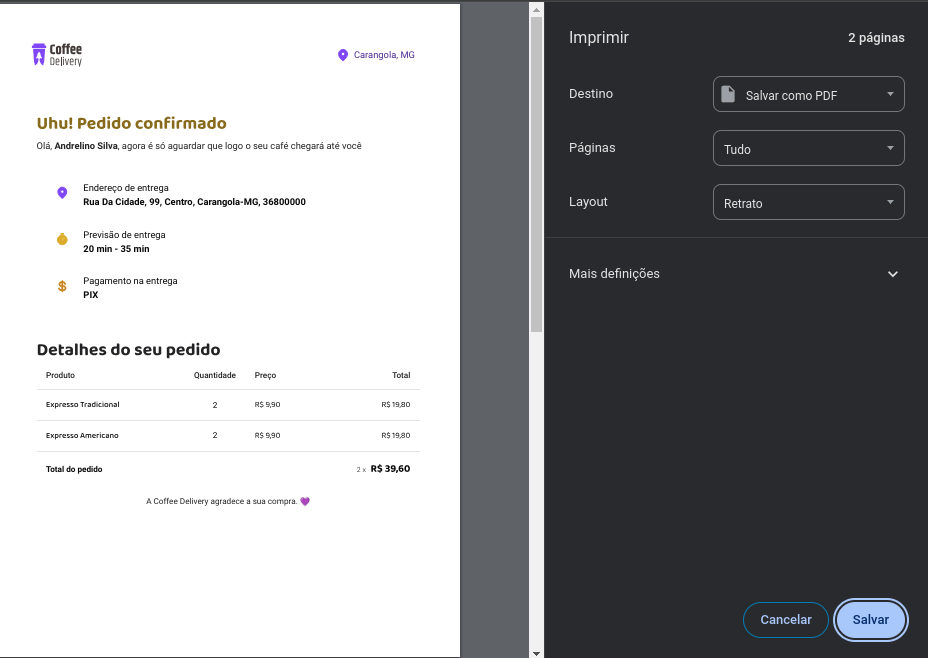 Coffee
Delivery
Carangola, MG
Uhu! Pedido confirmado
Olá, Andrelino Silva, agora é só aguardar que logo o seu café chegará até você
Endereço de entrega
Rua Da Cidade, 99, Centro, Carangola-MG, 36800000
Previsão de entrega
20 min - 35 min
Pagamento na entrega
PIX
Detalhes do seu pedido
Produto Quantidade Preço Total
Expresso Tradicional 2 R$ 9,90 R$ 19,80
Expresso Americano 2 R$ 9,90 R$ 19,80
Total do pedido 2 x R$ 39,60
A Coffee Delivery agradece a sua compra. 💜
Imprimir 2 páginas
Destino Salvar como PDF
Páginas Tudo
Layout Retrato
Mais definições
Cancelar Salvar